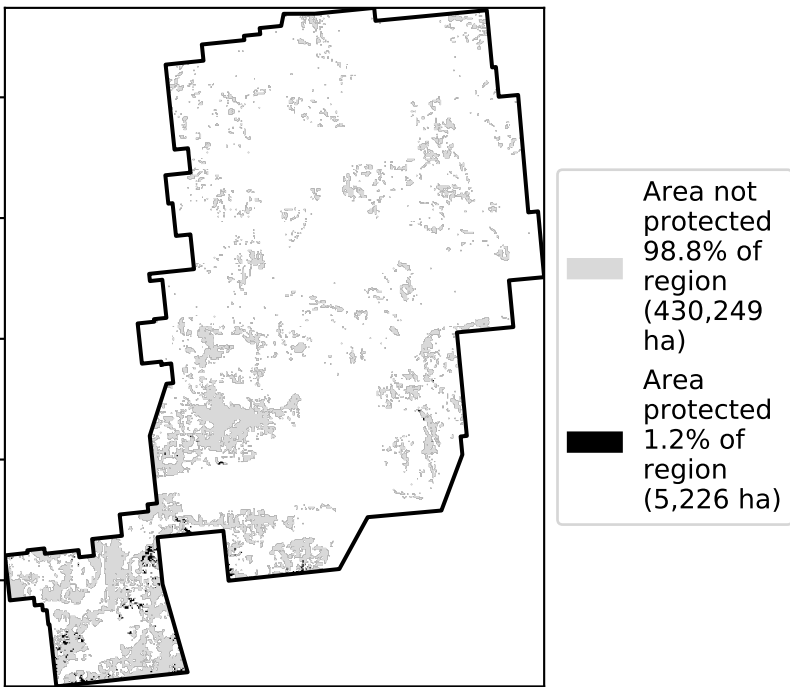 Area not
protected
98.8% of
region
(430,249
ha)
Area
protected
1.2% of
region
(5,226 ha)